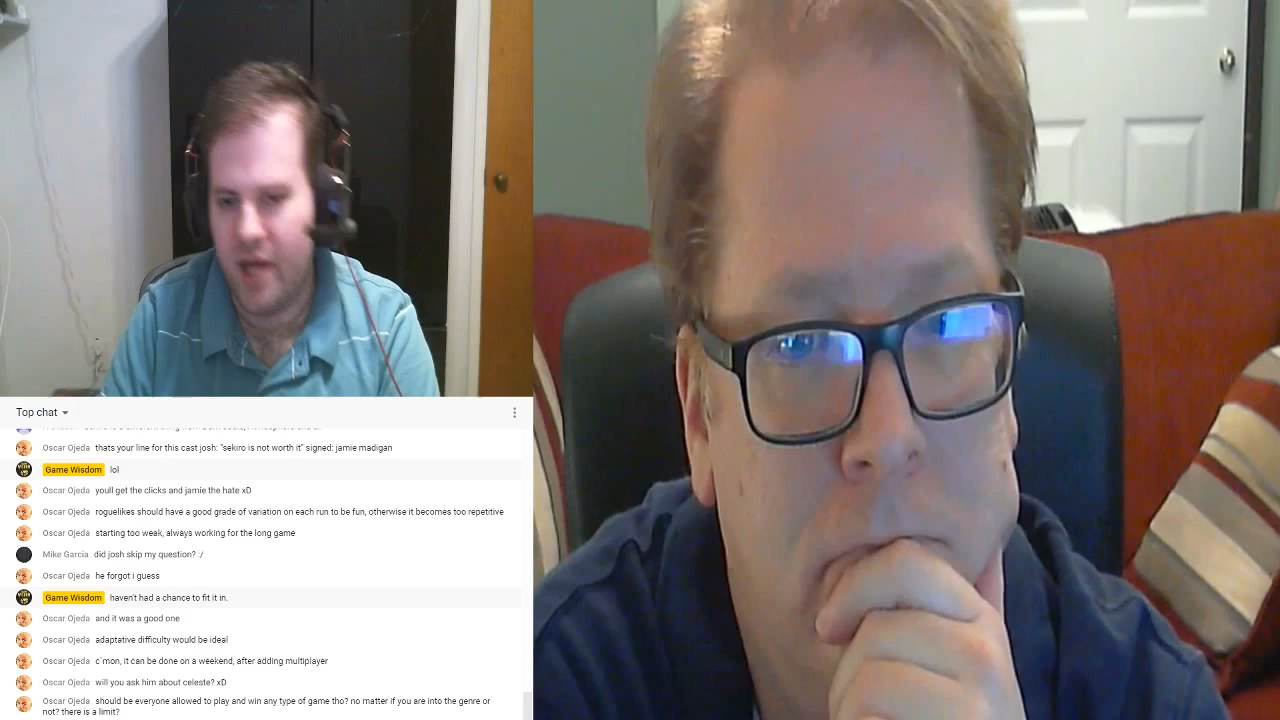 Top chat
Oscar Ojeda thats your line for this cast josh: "sekiro is not worth it" signed: jamie madigan
Game Wisdom lol
Oscar Ojeda youll get the clicks and jamie the hate xD
Oscar Ojeda roguelikes should have a good grade of variation on each run to be fun, otherwise it becomes too repetitive
Oscar Ojeda starting too weak, always working for the long game
Mike Garcia did josh skip my question? :/
Oscar Ojeda he forgot i guess
Game Wisdom haven't had a chance to fit it in.
Oscar Ojeda and it was a good one
Oscar Ojeda adaptative difficulty would be ideal
Oscar Ojeda c`mon, it can be done on a weekend, after adding multiplayer
Oscar Ojeda will you ask him about celeste? xD
Oscar Ojeda should be everyone allowed to play and win any type of game tho? no matter if you are into the genre or
not? there is a limit?